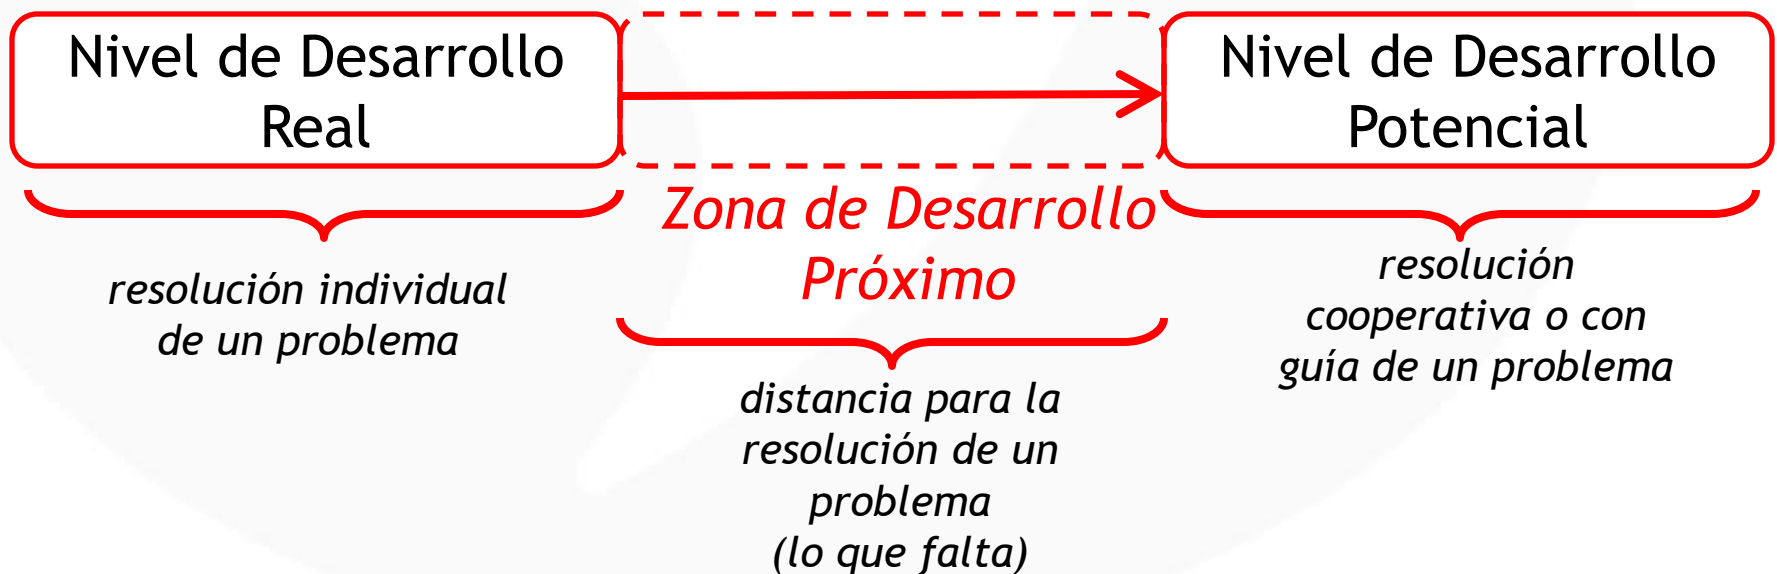 Nivel de Desarrollo
Real
Nivel de Desarrollo
Potencial
Zona de Desarrollo
Próximo
resolución individual
de un problema
resolución
cooperativa o con
guía de un problema
distancia para la
resolución de un
problema
(lo que falta)